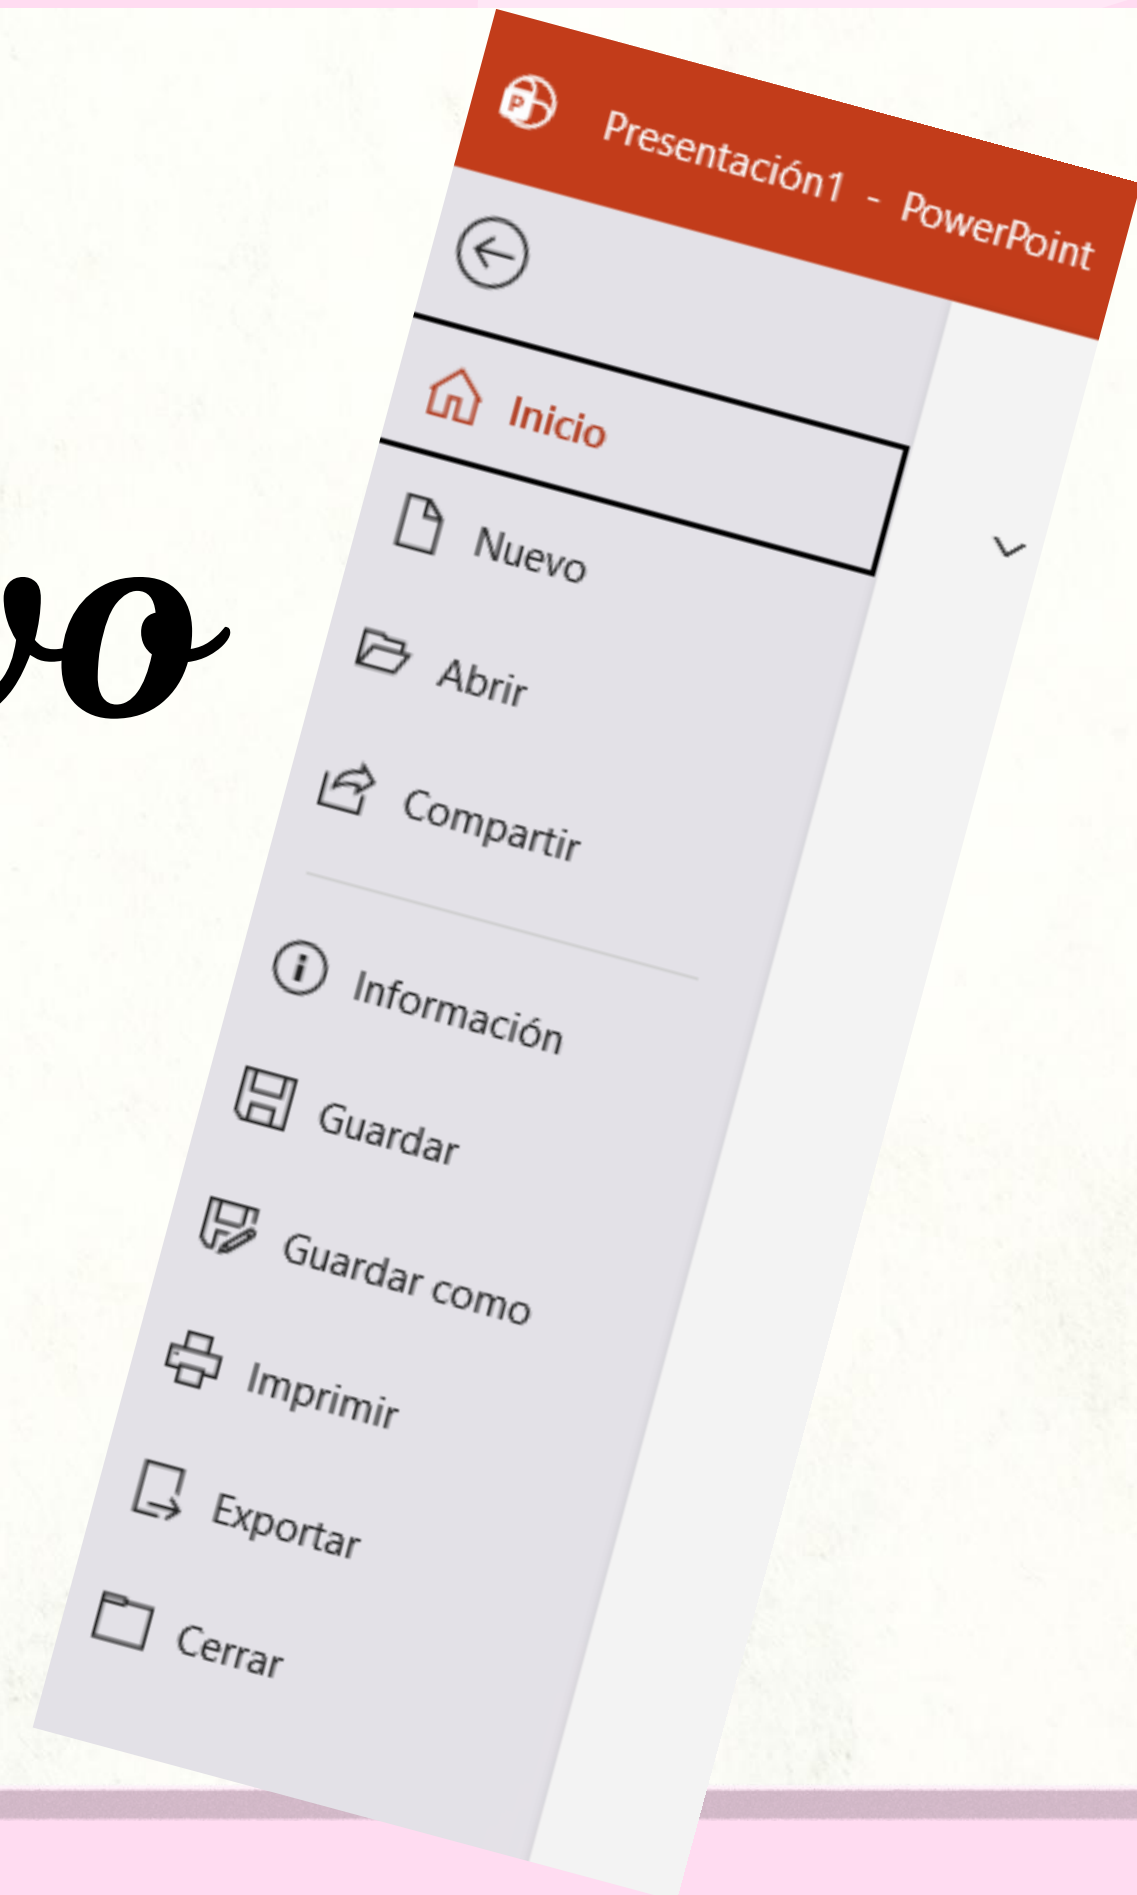 vo
Presentación1 - PowerPoint
Inicio
Nuevo
Abrir
Compartir
Información
Guardar
Guardar como
Imprimir
Exportar
Cerrar